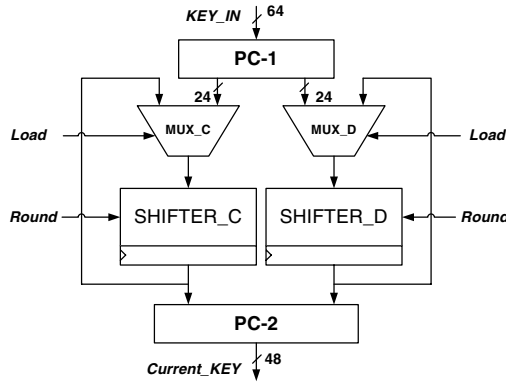 KEY_IN 64
PC-1
24 24
MUX_C MUX_D
Load Load
Round SHIFTER_C SHIFTER_D Round
PC-2
Current_KEY 48